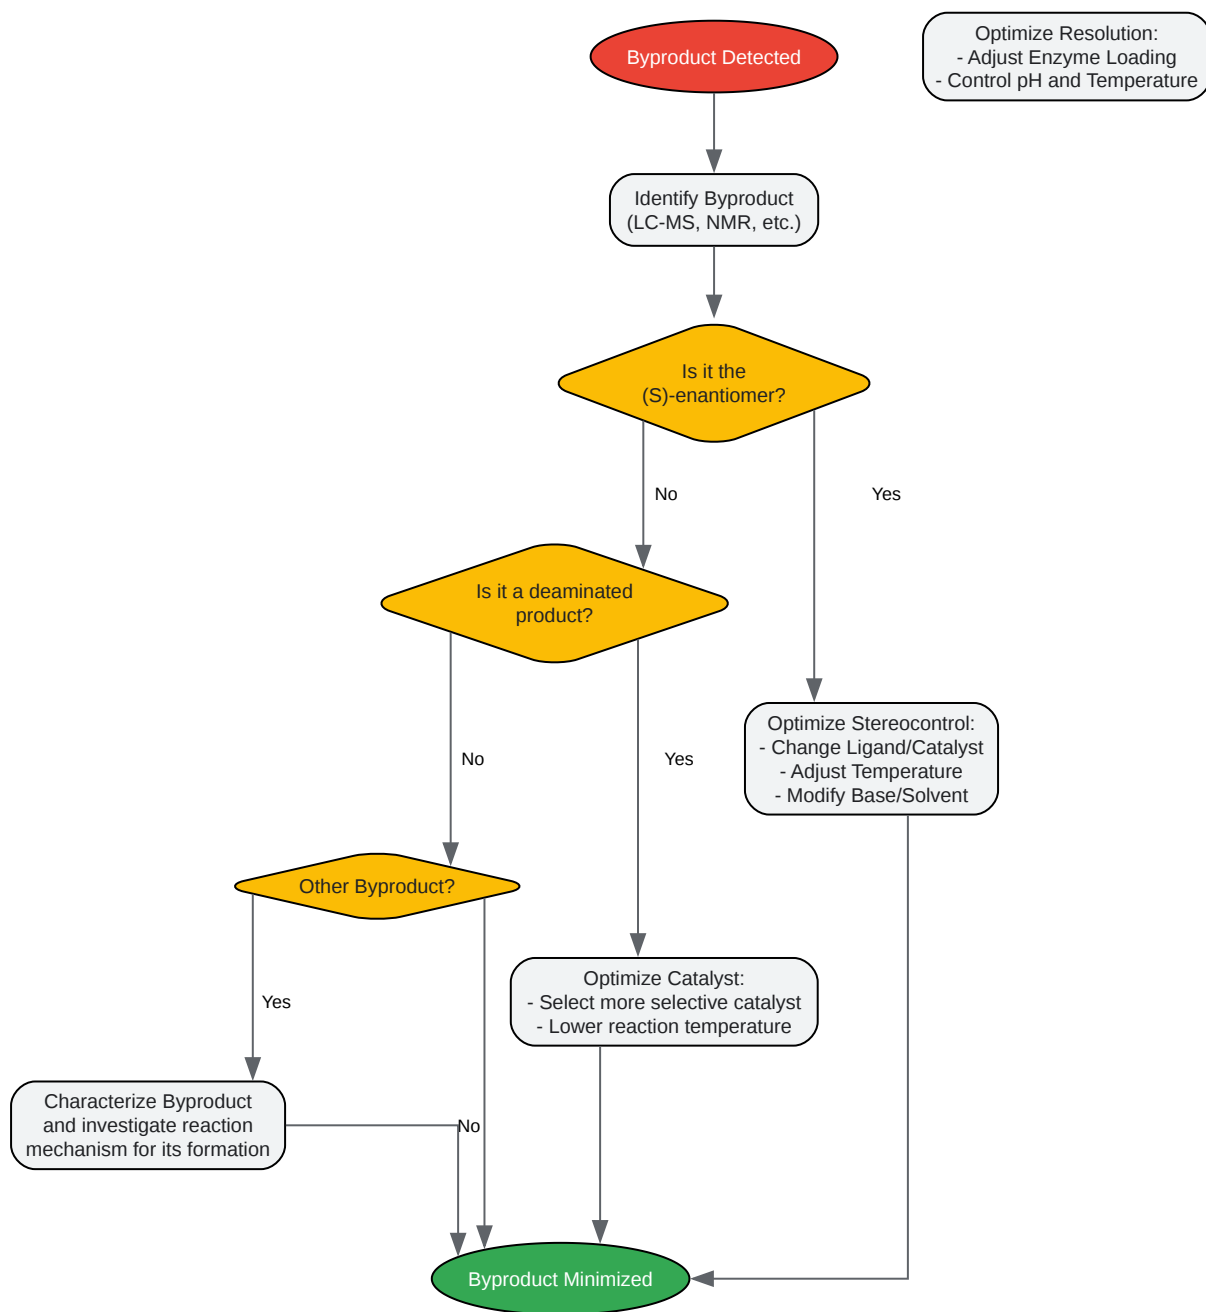 Byproduct Detected
Optimize Resolution:
- Adjust Enzyme Loading
- Control pH and Temperature
Identify Byproduct
(LC-MS, NMR, etc.)
Is it the
(S)-enantiomer?
No
Yes
Is it a deaminated
product?
No
Yes
Optimize Stereocontrol:
- Change Ligand/Catalyst
- Adjust Temperature
- Modify Base/Solvent
Other Byproduct?
Yes
Optimize Catalyst:
- Select more selective catalyst
- Lower reaction temperature
Characterize Byproduct
and investigate reaction
mechanism for its formation
No
Byproduct Minimized